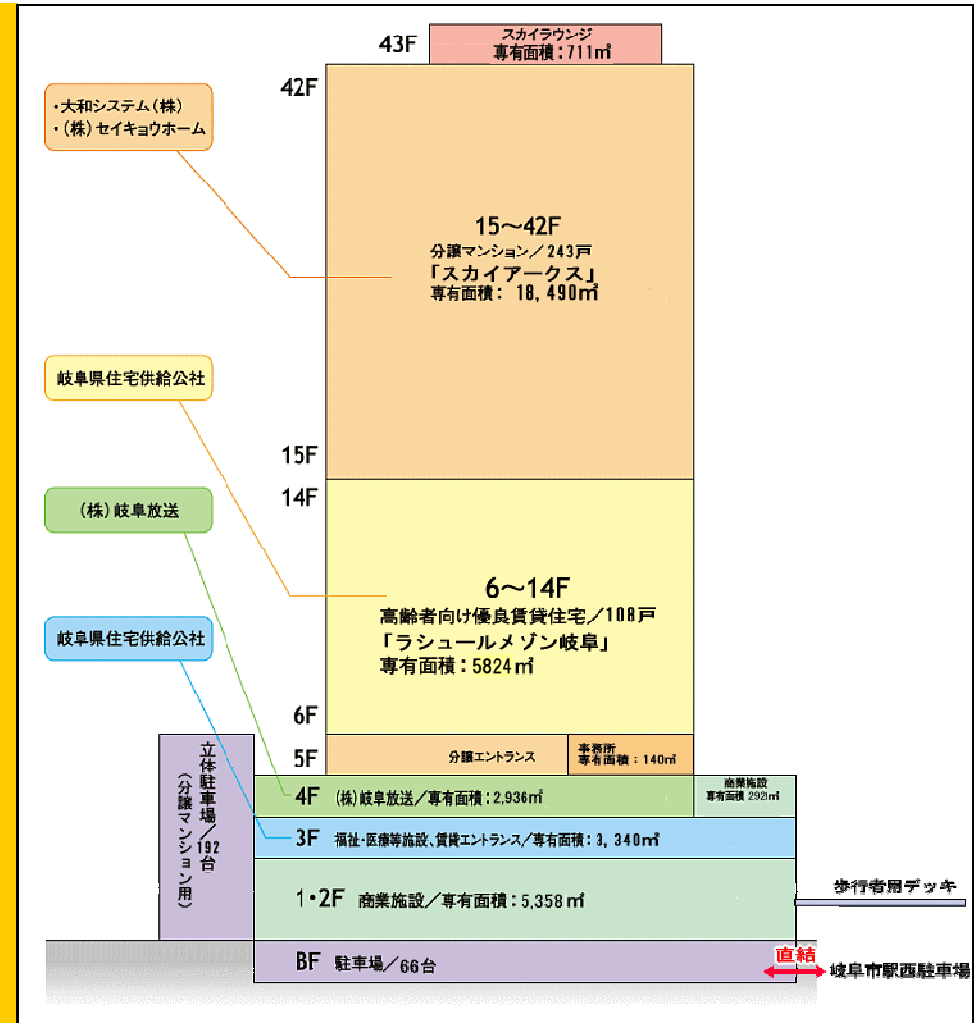 43F
スカイラウンジ
専有面積：711㎡
42F
・大和システム（株）
・（株）セイキョウホーム
15～42F
分譲マンション／243戸
「スカイアークス」
専有面積： 18,490㎡
岐阜県住宅供給公社
15F
14F
（株）岐阜放送
6～14F
高齢者向け優良賃貸住宅／108戸
「ラシュールメゾン岐阜」
専有面積：5824㎡
岐阜県住宅供給公社
6F
5F
分譲エントランス
事務所
専有面積：140㎡
立体駐車場／192台
（分譲マンション用）
4F （株）岐阜放送／専有面積：2,936㎡
商業施設
専有面積 292㎡
3F 福祉・医療等施設、賃貸エントランス／専有面積：3,340㎡
1・2F 商業施設／専有面積：5,358㎡
歩行者用デッキ
BF 駐車場／66台
直結
岐阜市駅西駐車場